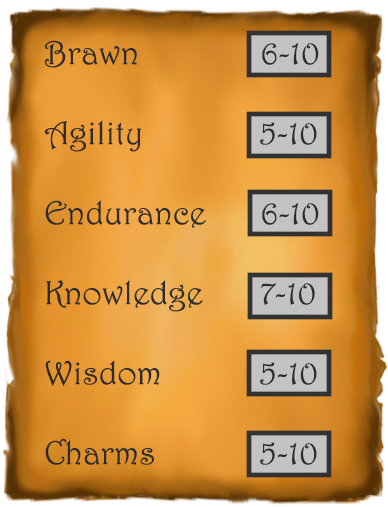 Brawn 6-10
Agility 5-10
Endurance 6-10
Knowledge 7-10
Wisdom 5-10
Charms 5-10